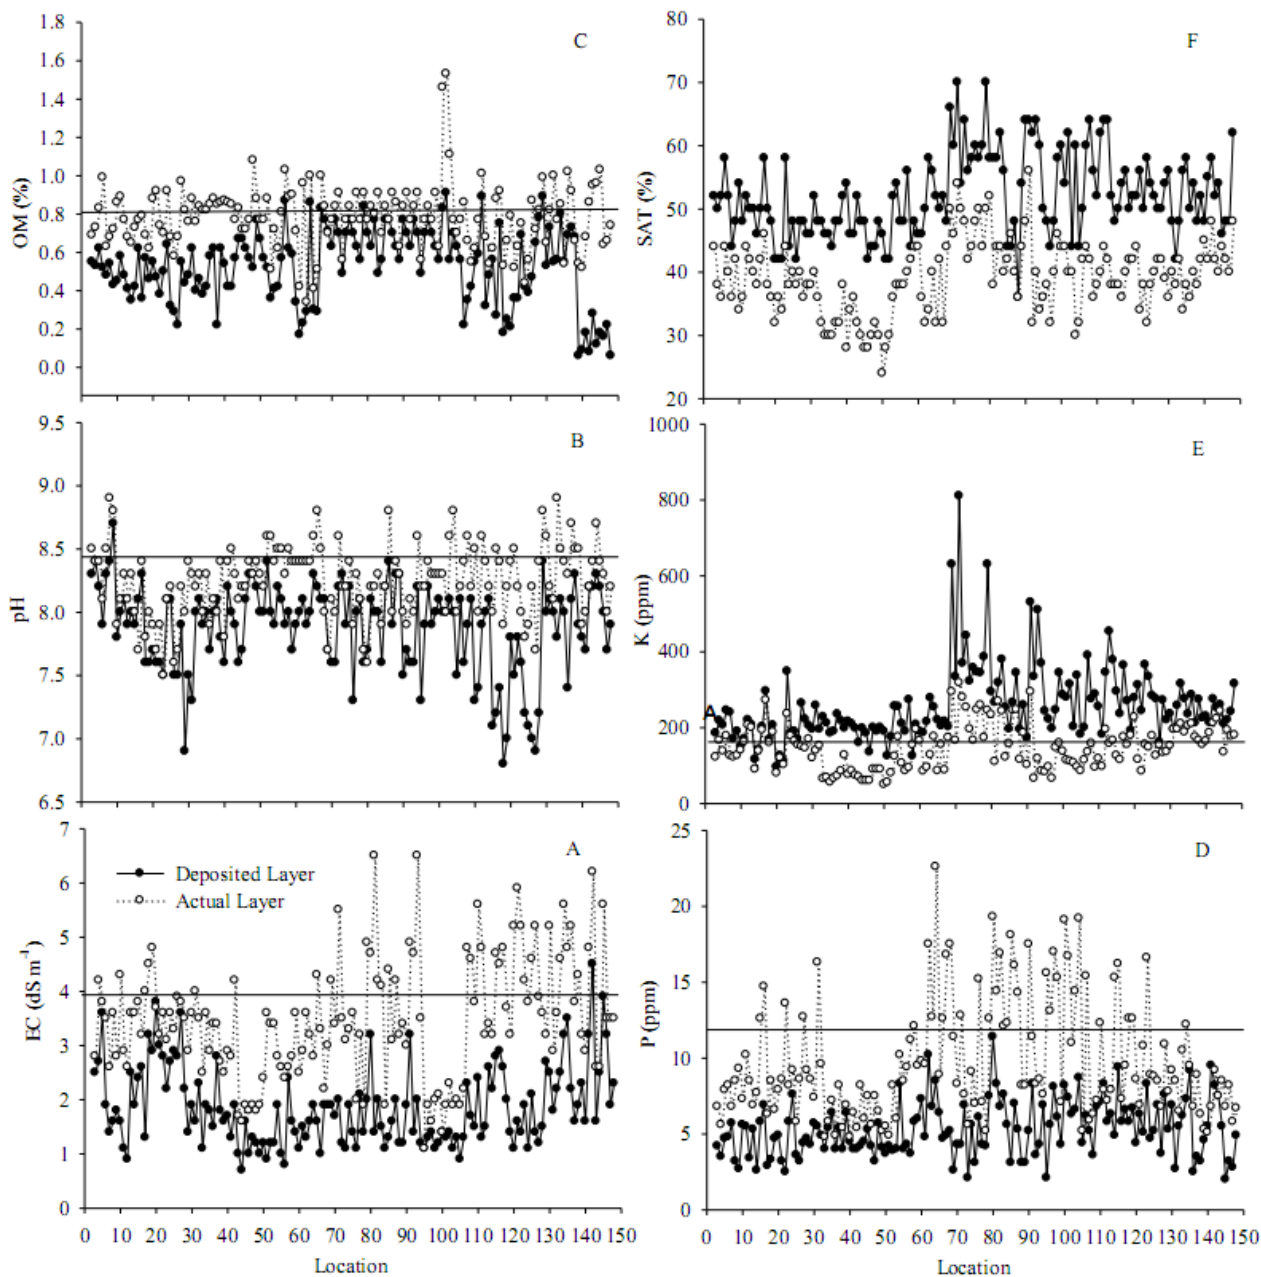 C
OM (%)
1.8
1.6
1.4
1.2
1.0
0.8
0.6
0.4
0.2
0.0
F
SAT (%)
80
70
60
50
40
30
20
B
pH
9.5
9.0
8.5
8.0
7.5
7.0
6.5
E
K (ppm)
1000
800
600
400
200
0
A
EC (dS m⁻¹)
7
6
5
4
3
2
1
0
Deposited Layer
Actual Layer
0 10 20 30 40 50 60 70 80 90 100 110 120 130 140 150
Location
D
P (ppm)
25
20
15
10
5
0
0 10 20 30 40 50 60 70 80 90 100 110 120 130 140 150
Location